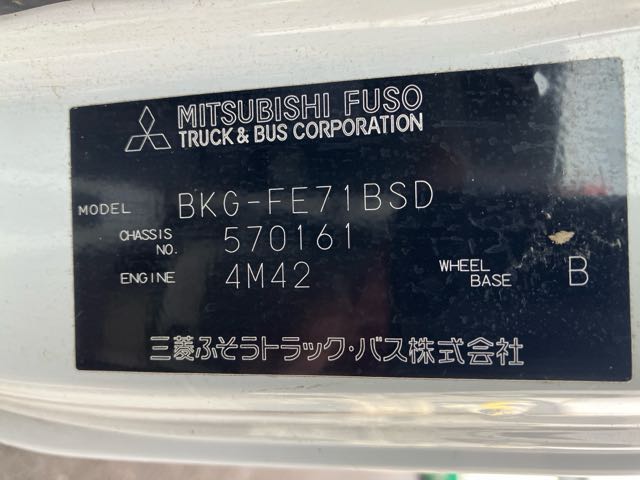 MITSUBISHI FUSO
TRUCK & BUS CORPORATION
MODEL BKG-FE71BSD
CHASSIS NO. 570161
ENGINE 4M42 WHEEL BASE B
三菱ふそうトラック・バス株式会社